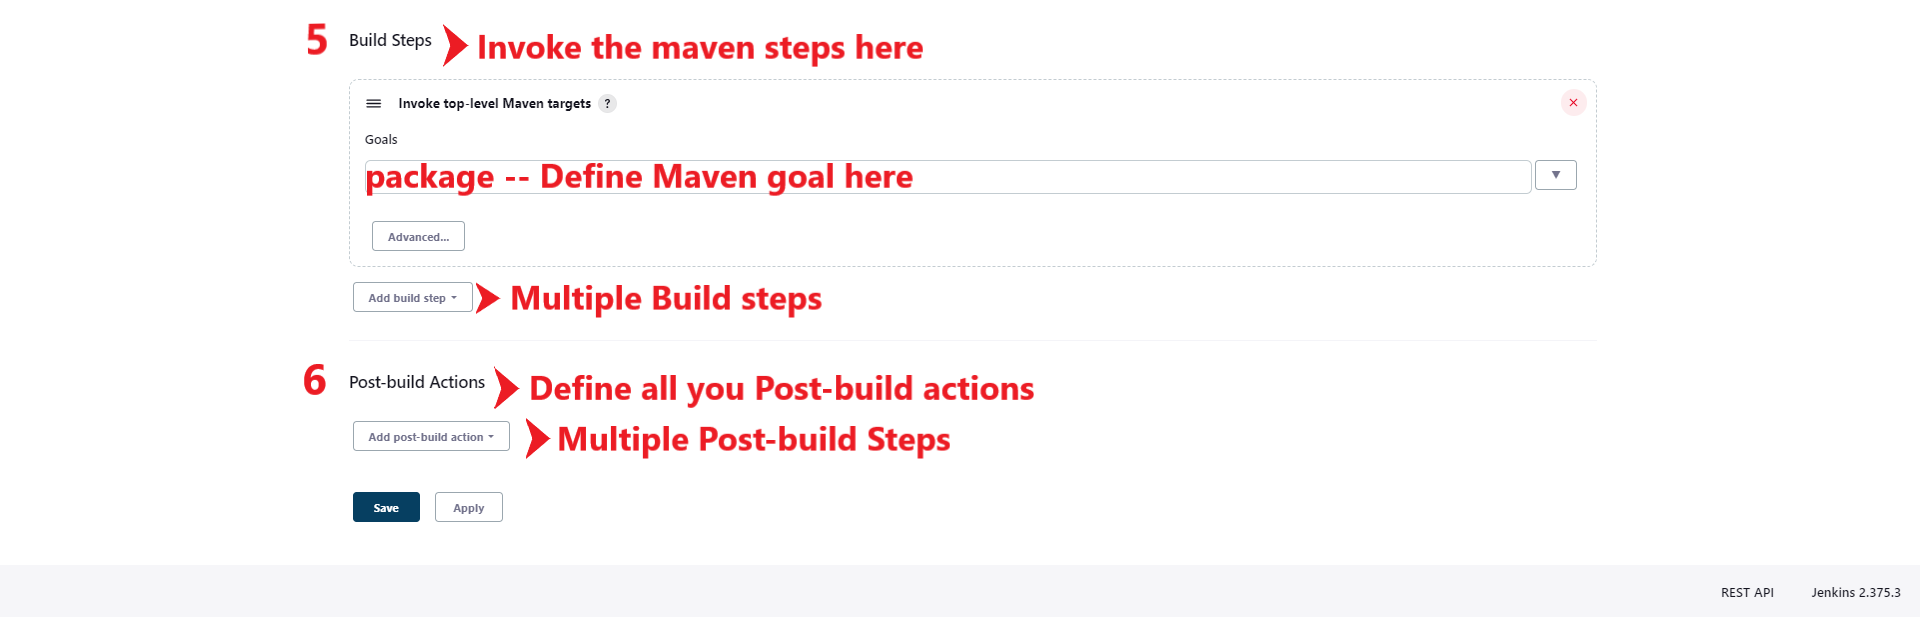 5 Build Steps Invoke the maven steps here
Invoke top-level Maven targets ?
Goals
package -- Define Maven goal here
Advanced...
Add build step Multiple Build steps
6 Post-build Actions Define all you Post-build actions
Add post-build action Multiple Post-build Steps
Save Apply
REST API Jenkins 2.375.3